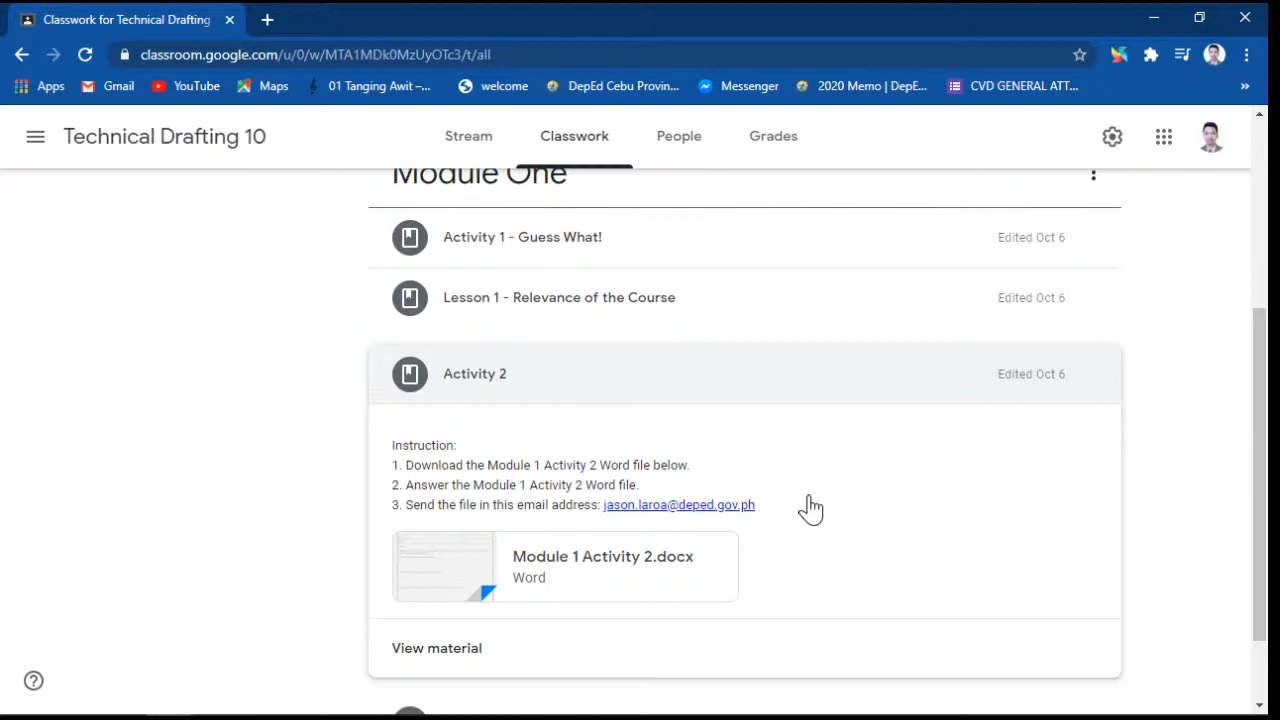 Classwork for Technical Drafting
classroom.google.com/u/0/w/MTA1MDk0MzUyOTc3/t/all
Apps Gmail YouTube Maps 01 Tanging Awit –... welcome DepEd Cebu Provin... Messenger 2020 Memo | DepE... CVD GENERAL ATT... »
Technical Drafting 10 Stream Classwork People Grades
Module One
Activity 1 - Guess What! Edited Oct 6
Lesson 1 - Relevance of the Course Edited Oct 6
Activity 2 Edited Oct 6
Instruction:
1. Download the Module 1 Activity 2 Word file below.
2. Answer the Module 1 Activity 2 Word file.
3. Send the file in this email address: jason.laroa@deped.gov.ph
Module 1 Activity 2.docx
Word
View material